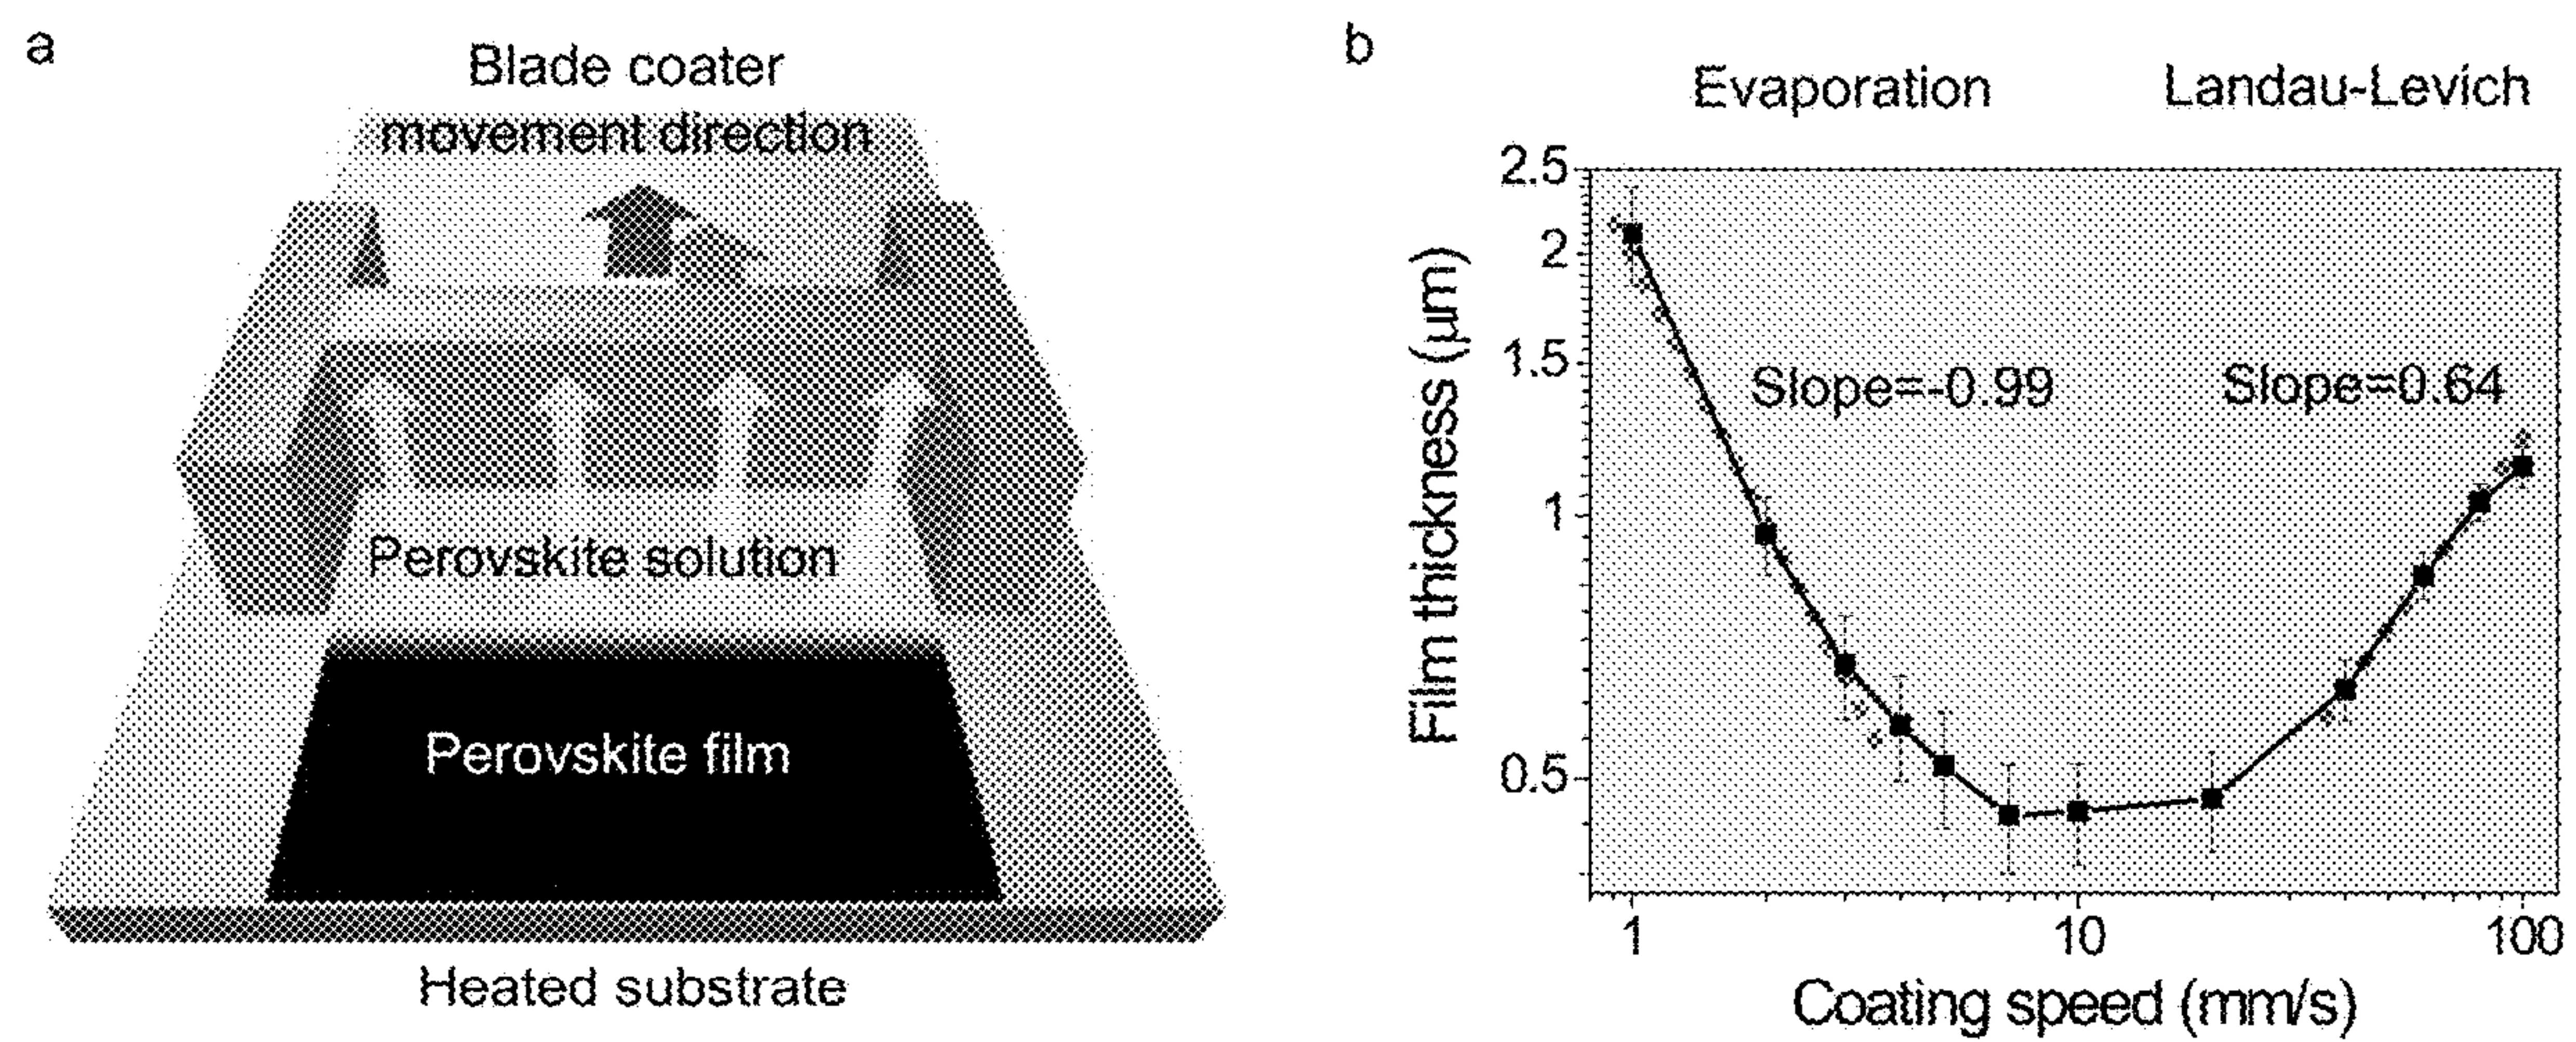 a
Blade coater
movement direction
Perovskite solution
Perovskite film
Heated substrate
b
Evaporation
Landau-Levich
2.5
2
1.5
1
0.5
Slope=-0.99
Slope=0.64
Film thickness (µm)
1
10
100
Coating speed (mm/s)